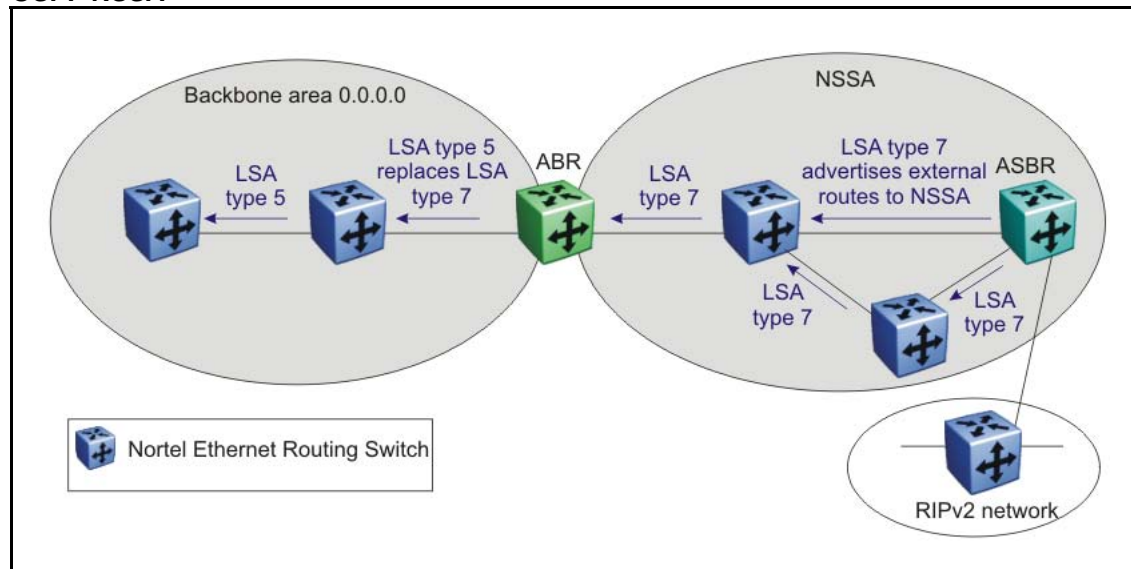 Backbone area 0.0.0.0
NSSA
LSA
type 5
LSA type 5
replaces LSA
type 7
ABR
LSA
type 7
LSA type 7
advertises external
routes to NSSA
ASBR
LSA
type 7
LSA
type 7
Nortel Ethernet Routing Switch
RIPv2 network